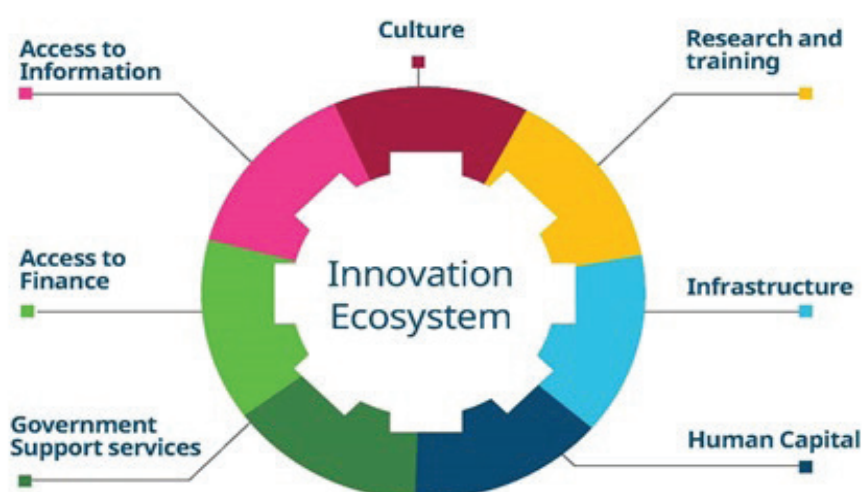 Culture
Access to
Information
Research and
training
Access to
Finance
Innovation
Ecosystem
Infrastructure
Government
Support services
Human Capital